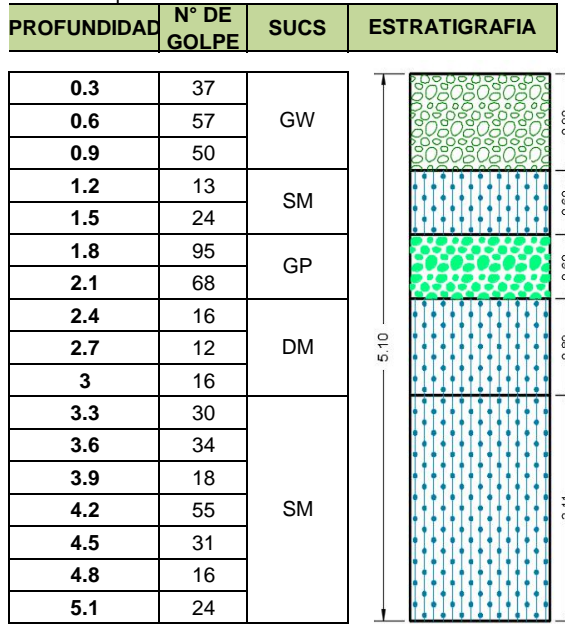 PROFUNDIDAD N° DE GOLPE SUCS ESTRATIGRAFIA
0.3 37
0.6 57 GW
0.9 50
1.2 13 SM
1.5 24
1.8 95 GP
2.1 68
2.4 16
2.7 12 DM
3 16
3.3 30
3.6 34
3.9 18
4.2 55 SM
4.5 31
4.8 16
5.1 24
5.10